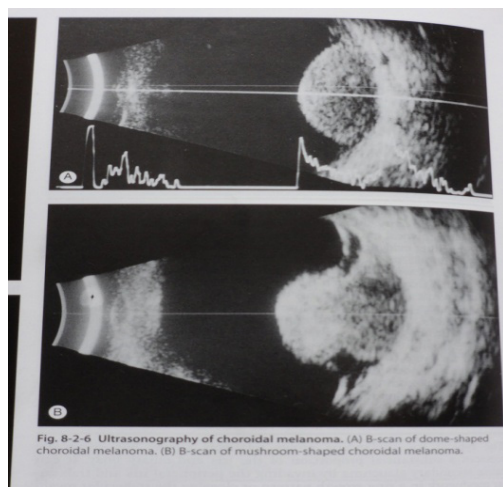 A
B
Fig. 8-2-6 Ultrasonography of choroidal melanoma. (A) B-scan of dome-shaped
choroidal melanoma. (B) B-scan of mushroom-shaped choroidal melanoma.